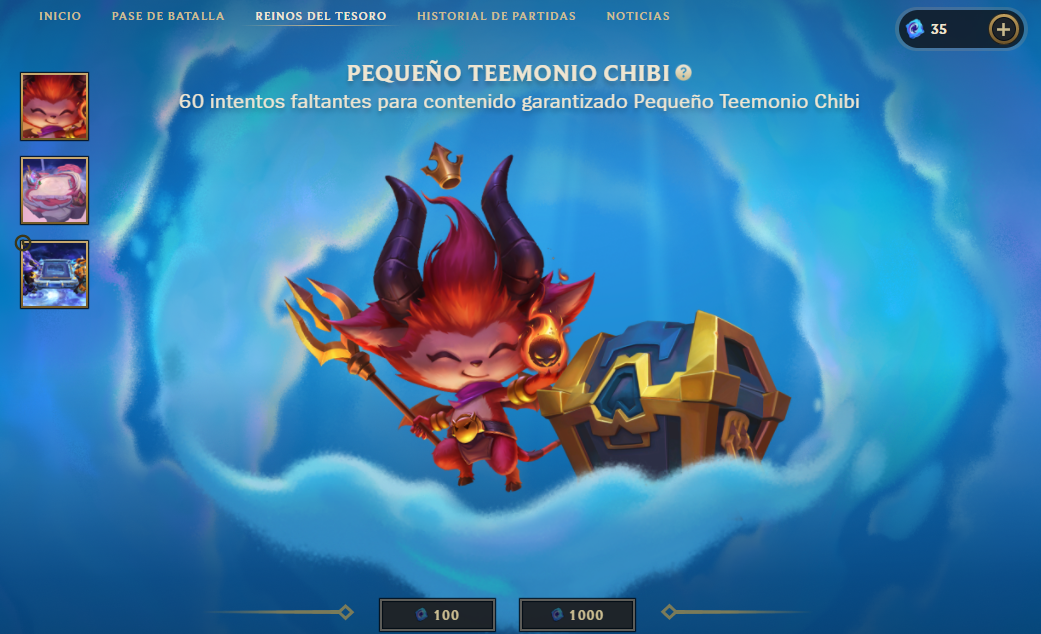 INICIO PASE DE BATALLA REINOS DEL TESORO HISTORIAL DE PARTIDAS NOTICIAS
35
PEQUEÑO TEEMONIO CHIBI ?
60 intentos faltantes para contenido garantizado Pequeño Teemonio Chibi
100 1000